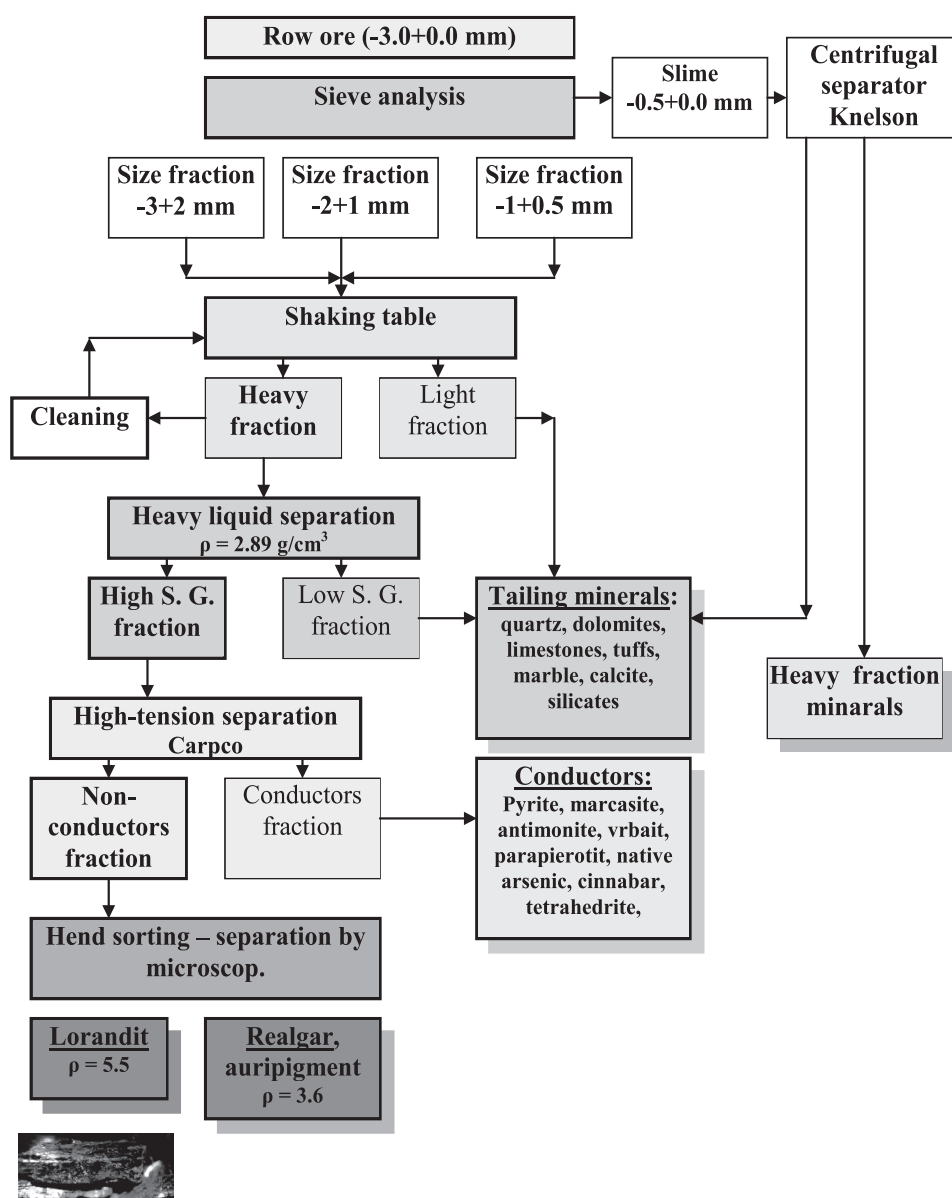 Row ore (-3.0+0.0 mm)
Sieve analysis
Slime
-0.5+0.0 mm
Centrifugal
separator
Knelson
Size fraction
-3+2 mm
Size fraction
-2+1 mm
Size fraction
-1+0.5 mm
Shaking table
Cleaning
Heavy
fraction
Light
fraction
Heavy liquid separation
ρ = 2.89 g/cm³
High S. G.
fraction
Low S. G.
fraction
Tailing minerals:
quartz, dolomites,
limestones, tuffs,
marble, calcite,
silicates
Heavy fraction
minarals
High-tension separation
Carpco
Non-
conductors
fraction
Conductors
fraction
Conductors:
Pyrite, marcasite,
antimonite, vrbait,
parapierotit, native
arsenic, cinnabar,
tetrahedrite,
Hend sorting – separation by
microscop.
Lorandit
ρ = 5.5
Realgar,
auripigment
ρ = 3.6